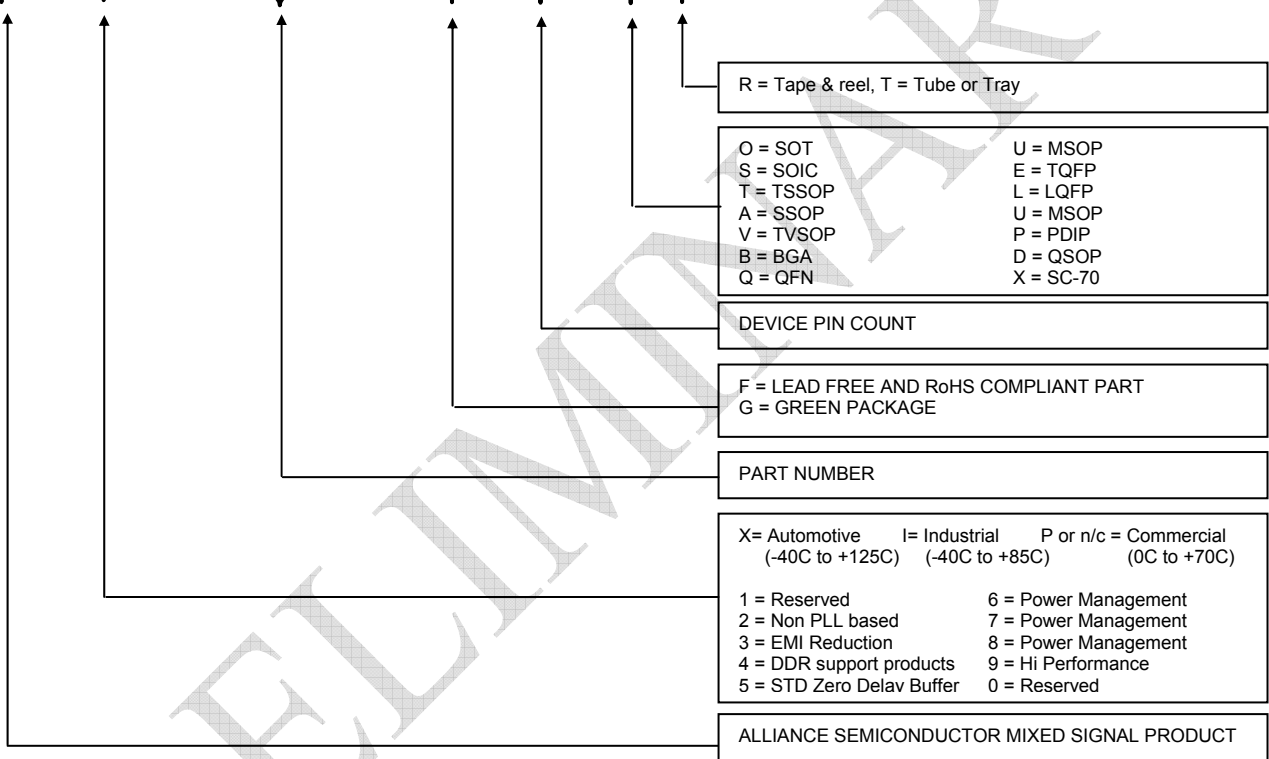 R = Tape & reel, T = Tube or Tray
O = SOT U = MSOP
S = SOIC E = TQFP
T = TSSOP L = LQFP
A = SSOP U = MSOP
V = TVSOP P = PDIP
B = BGA D = QSOP
Q = QFN X = SC-70
DEVICE PIN COUNT
F = LEAD FREE AND RoHS COMPLIANT PART
G = GREEN PACKAGE
PART NUMBER
X= Automotive I= Industrial P or n/c = Commercial
(-40C to +125C) (-40C to +85C) (0C to +70C)
1 = Reserved 6 = Power Management
2 = Non PLL based 7 = Power Management
3 = EMI Reduction 8 = Power Management
4 = DDR support products 9 = Hi Performance
5 = STD Zero Delay Buffer 0 = Reserved
ALLIANCE SEMICONDUCTOR MIXED SIGNAL PRODUCT
ELIMINAR